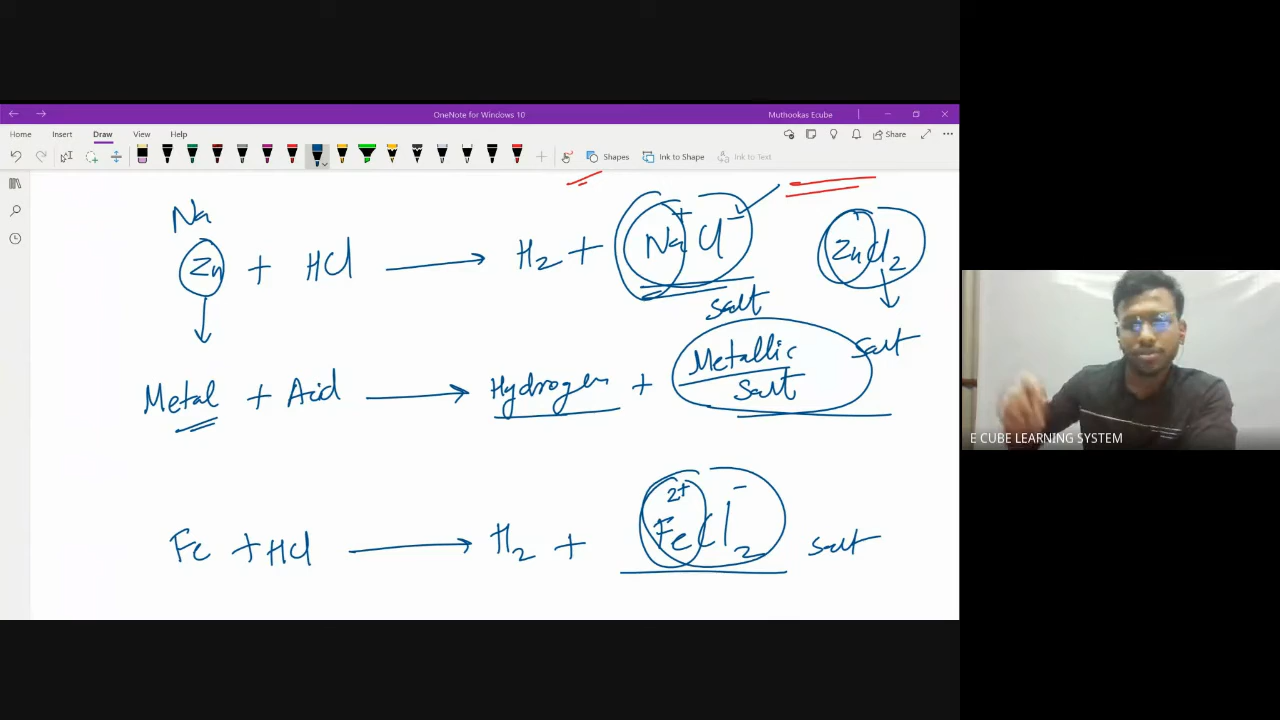 OneNote for Windows 10
Muthookas Ecube
Home Insert Draw View Help
Share
Shapes Ink to Shape Ink to Text
Na
Zn + HCl → H2 + Na+ Cl- ZnCl2
salt
salt
Metal + Acid → Hydrogen + Metallic Salt
Fe + HCl → H2 + Fe2+ Cl-2 salt
E CUBE LEARNING SYSTEM